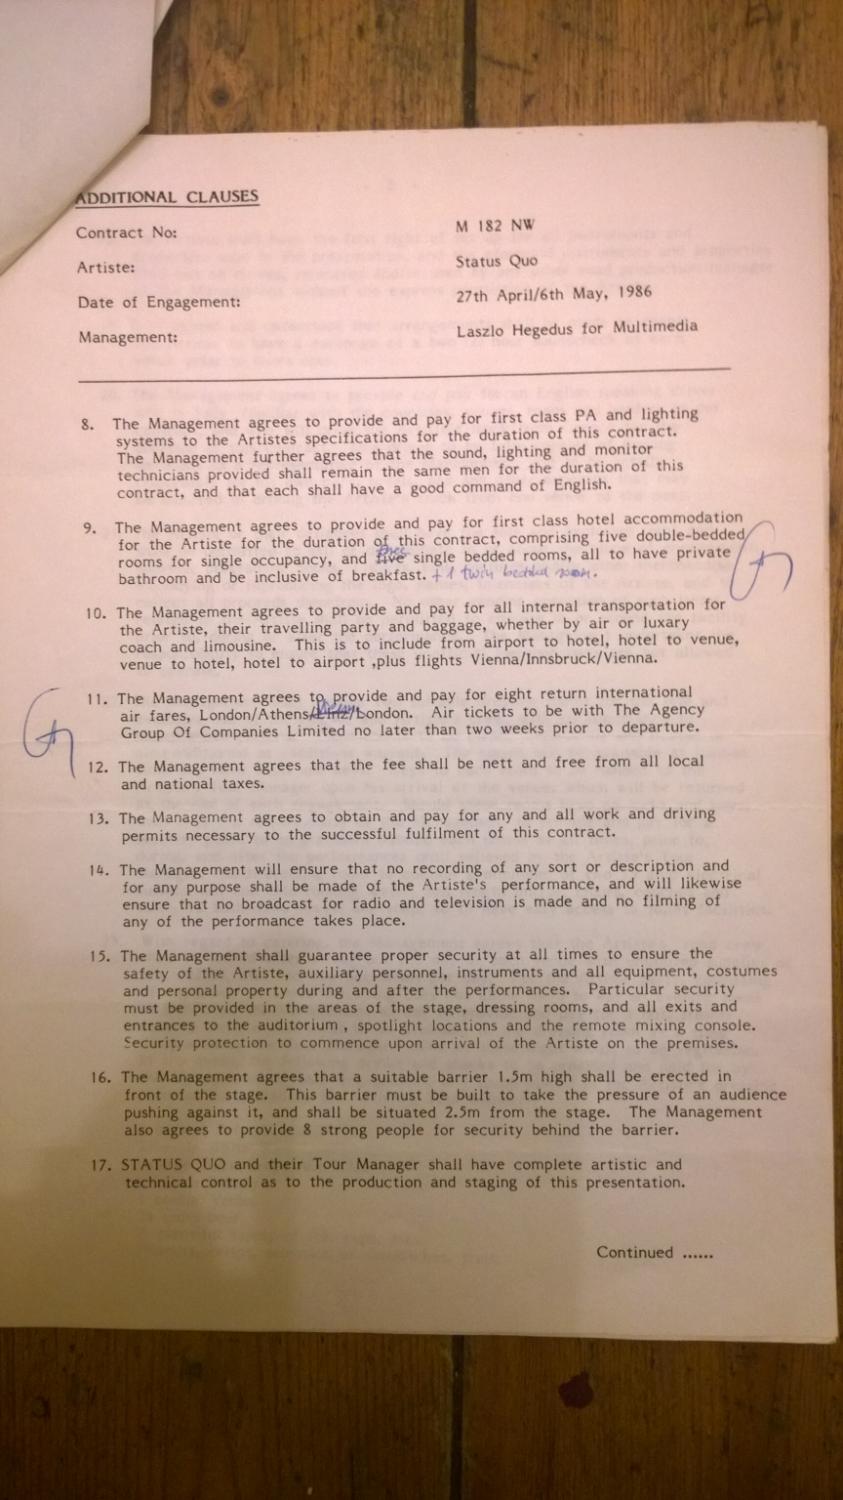 ADDITIONAL CLAUSES
Contract No: M 182 NW
Artiste: Status Quo
Date of Engagement: 27th April/6th May, 1986
Management: Laszlo Hegedus for Multimedia
8. The Management agrees to provide and pay for first class PA and lighting
systems to the Artistes specifications for the duration of this contract.
The Management further agrees that the sound, lighting and monitor
technicians provided shall remain the same men for the duration of this
contract, and that each shall have a good command of English.
9. The Management agrees to provide and pay for first class hotel accommodation
for the Artiste for the duration of this contract, comprising five double-bedded
rooms for single occupancy, and five single bedded rooms, all to have private
bathroom and be inclusive of breakfast. + 1 twin bedded room.
10. The Management agrees to provide and pay for all internal transportation for
the Artiste, their travelling party and baggage, whether by air or luxary
coach and limousine. This is to include from airport to hotel, hotel to venue,
venue to hotel, hotel to airport ,plus flights Vienna/Innsbruck/Vienna.
11. The Management agrees to provide and pay for eight return international
air fares, London/Athens/Linz/London. Air tickets to be with The Agency
Group Of Companies Limited no later than two weeks prior to departure.
12. The Management agrees that the fee shall be nett and free from all local
and national taxes.
13. The Management agrees to obtain and pay for any and all work and driving
permits necessary to the successful fulfilment of this contract.
14. The Management will ensure that no recording of any sort or description and
for any purpose shall be made of the Artiste's performance, and will likewise
ensure that no broadcast for radio and television is made and no filming of
any of the performance takes place.
15. The Management shall guarantee proper security at all times to ensure the
safety of the Artiste, auxiliary personnel, instruments and all equipment, costumes
and personal property during and after the performances. Particular security
must be provided in the areas of the stage, dressing rooms, and all exits and
entrances to the auditorium , spotlight locations and the remote mixing console.
Security protection to commence upon arrival of the Artiste on the premises.
16. The Management agrees that a suitable barrier 1.5m high shall be erected in
front of the stage. This barrier must be built to take the pressure of an audience
pushing against it, and shall be situated 2.5m from the stage. The Management
also agrees to provide 8 strong people for security behind the barrier.
17. STATUS QUO and their Tour Manager shall have complete artistic and
technical control as to the production and staging of this presentation.
Continued ......